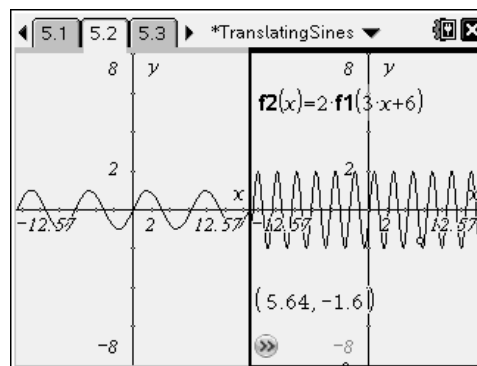 5.1 5.2 5.3 *TranslatingSines
8 y
2
x
-12.57 2 12.57
-8
8 y
f2(x)=2·f1(3·x+6)
2
x
-12.57 2 12.57
(5.64,-1.6)
-8